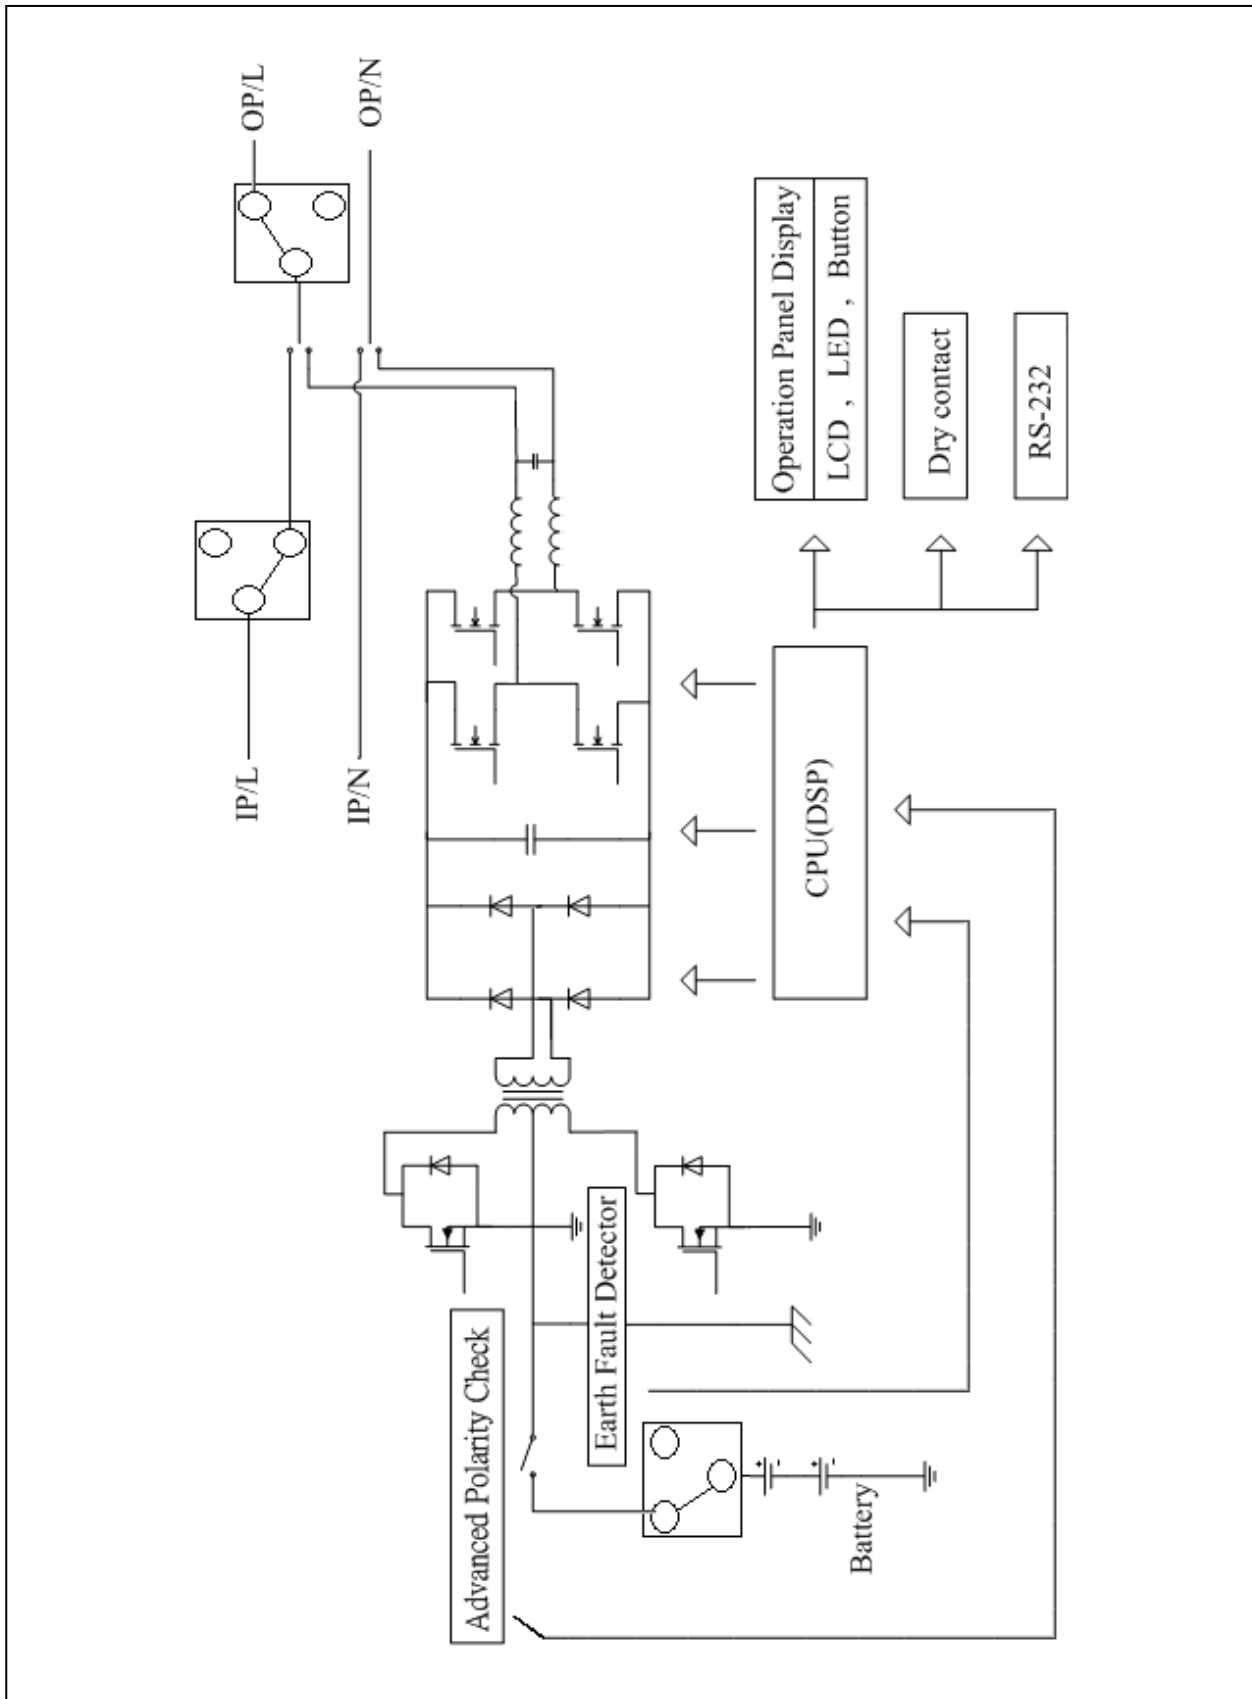 OP/L
OP/N
IP/L
IP/N
Operation Panel Display
LCD , LED , Button
Dry contact
RS-232
CPU(DSP)
Advanced Polarity Check
Earth Fault Detector
+ -
+ -
Battery